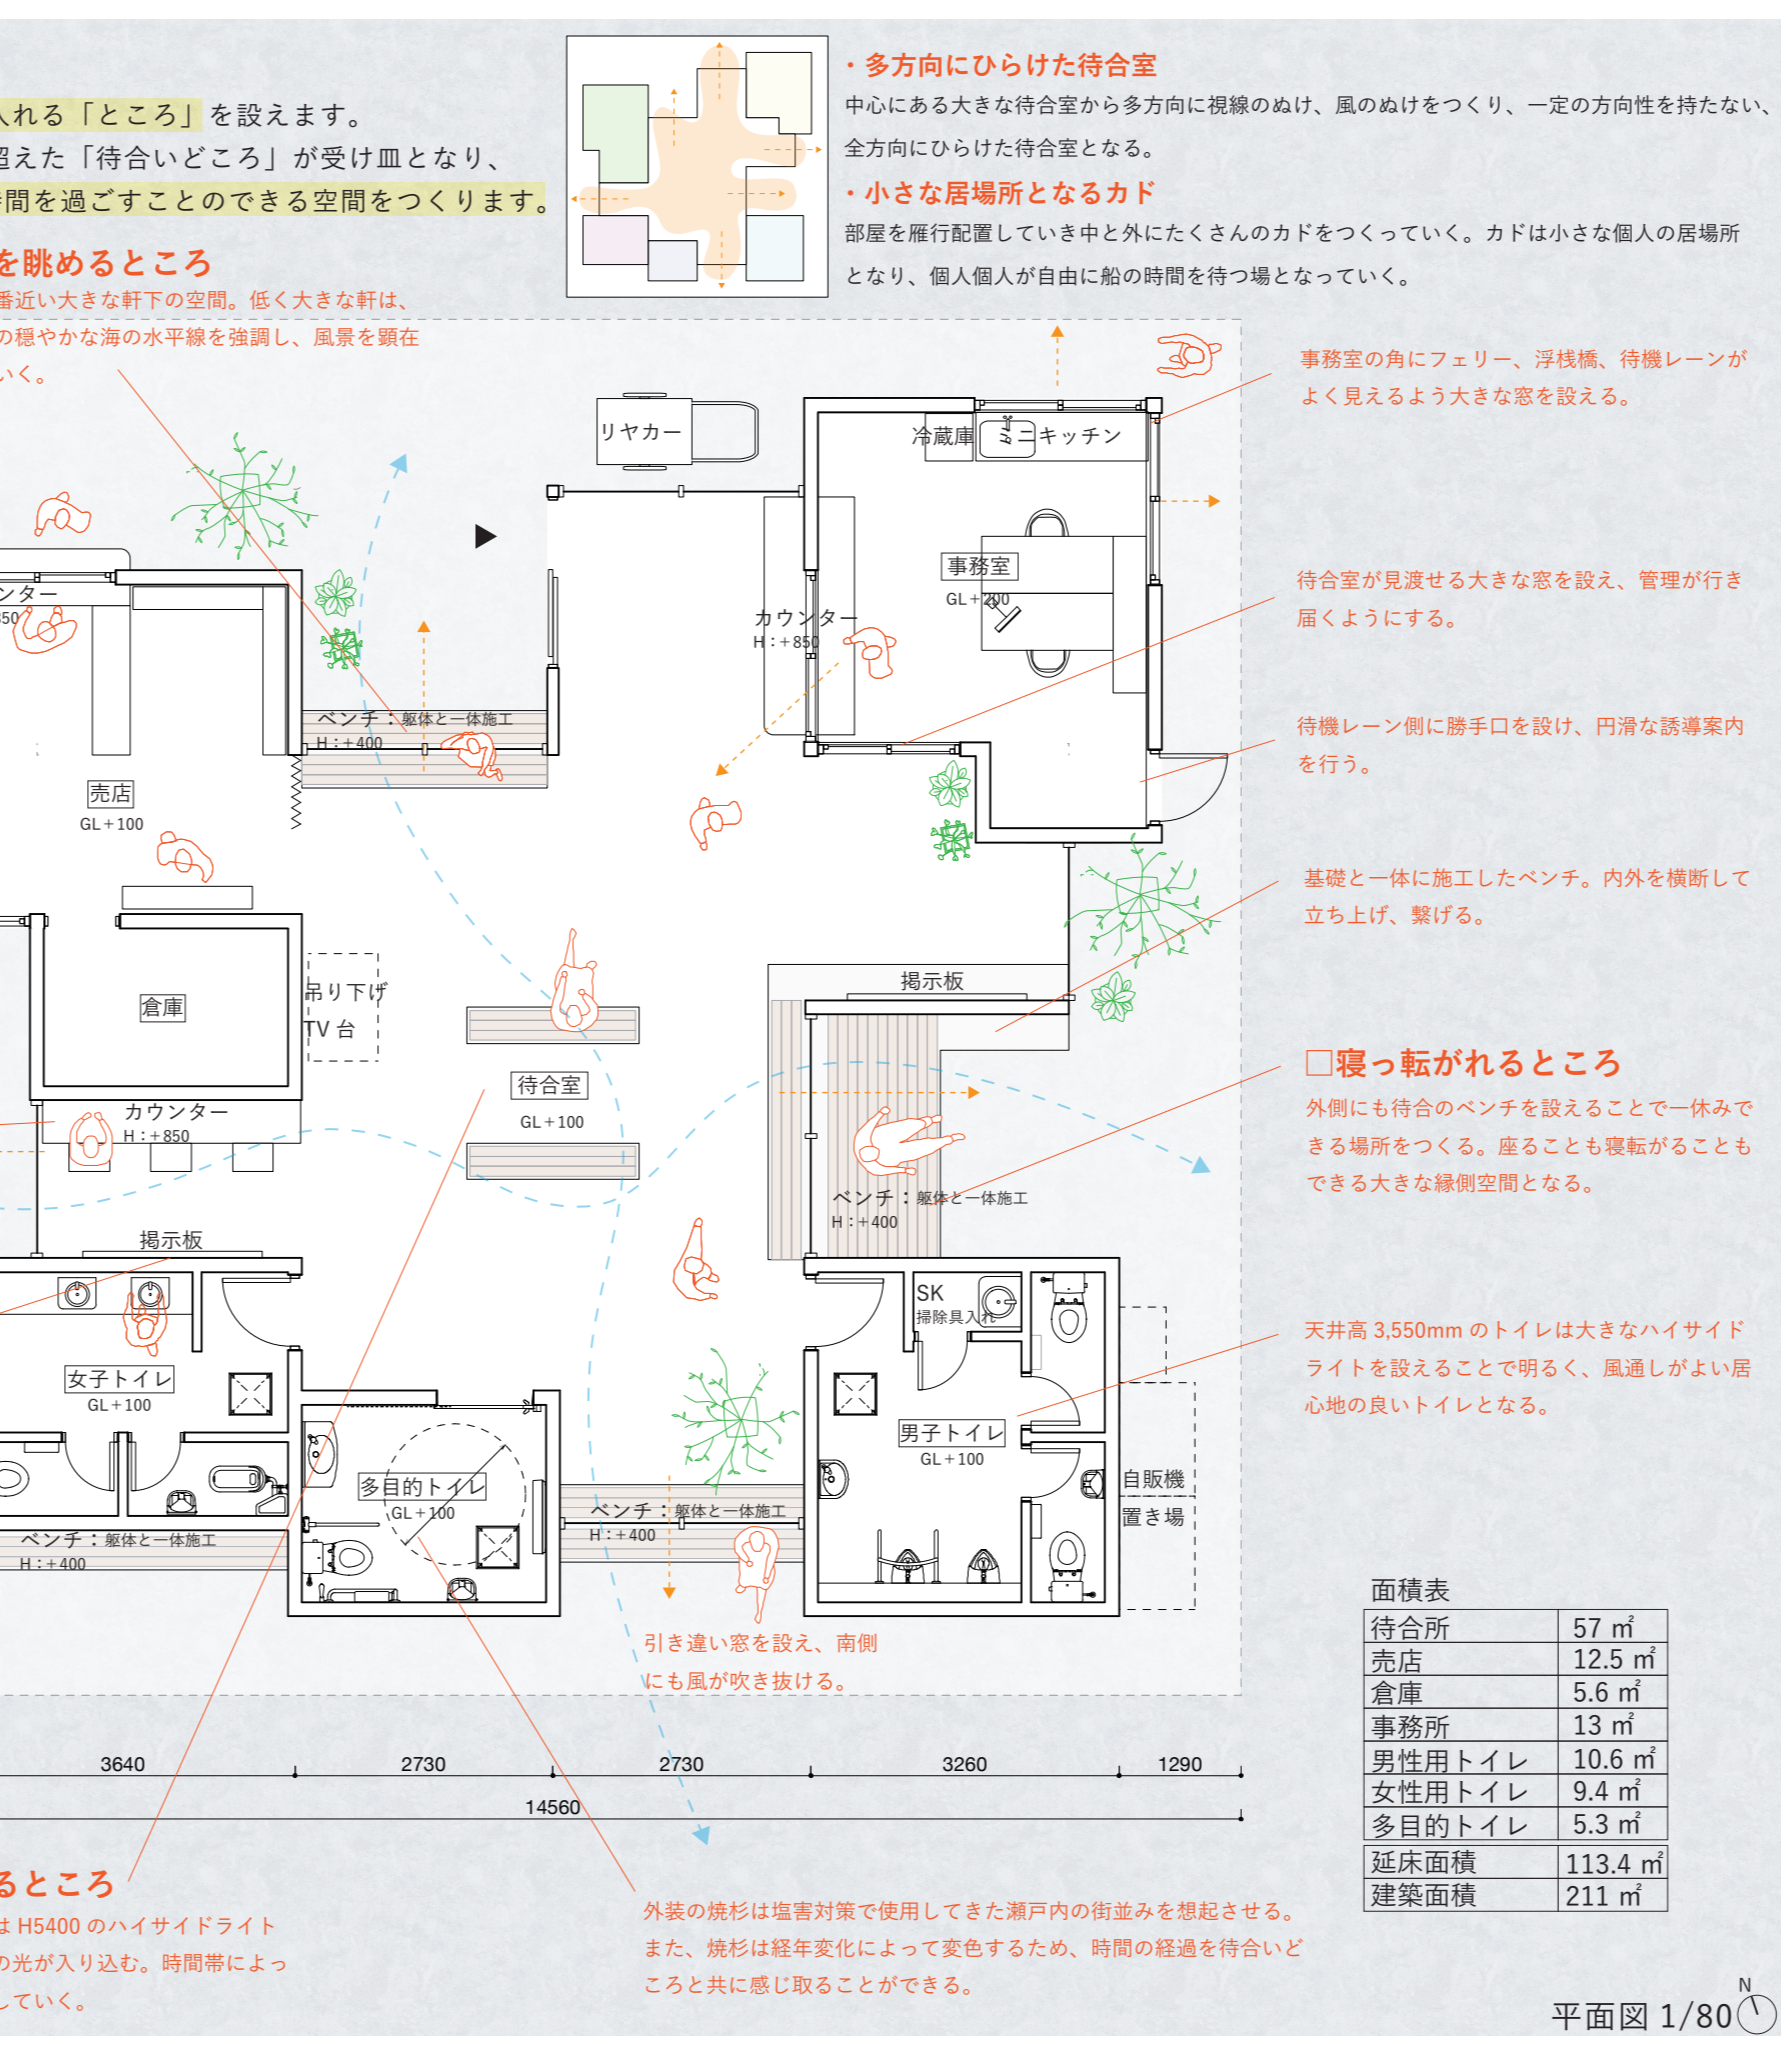 入れる「ところ」を設えます。
超えた「待合いどころ」が受け皿となり、
時間を過ごすことのできる空間をつくります。
・多方向にひらけた待合室
中心にある大きな待合室から多方向に視線のぬけ、風のぬけをつくり、一定の方向性を持たない、
全方向にひらけた待合室となる。
・小さな居場所となるカド
部屋を雁行配置していき中と外にたくさんのカドをつくっていく。カドは小さな個人の居場所
となり、個人個人が自由に船の時間を待つ場となっていく。
を眺めるところ
番近い大きな軒下の空間。低く大きな軒は、
の穏やかな海の水平線を強調し、風景を顕在
いく。
事務室の角にフェリー、浮桟橋、待機レーンが
よく見えるよう大きな窓を設える。
リヤカー
冷蔵庫
ミニキッチン
事務室
GL+200
カウンター
H:+850
ンター
50
待合室が見渡せる大きな窓を設え、管理が行き
届くようにする。
ベンチ:躯体と一体施工
H:+400
待機レーン側に勝手口を設け、円滑な誘導案内
を行う。
売店
GL+100
基礎と一体に施工したベンチ。内外を横断して
立ち上げ、繋げる。
倉庫
吊り下げ
TV 台
掲示板
待合室
GL+100
カウンター
H:+850
□寝っ転がれるところ
外側にも待合のベンチを設えることで一休みで
きる場所をつくる。座ることも寝転がることも
できる大きな縁側空間となる。
ベンチ:躯体と一体施工
H:+400
掲示板
SK
掃除具入れ
天井高 3,550mm のトイレは大きなハイサイド
ライトを設えることで明るく、風通しがよい居
心地の良いトイレとなる。
女子トイレ
GL+100
男子トイレ
GL+100
多目的トイレ
GL+100
自販機
置き場
ベンチ:躯体と一体施工
H:+400
ベンチ:躯体と一体施工
H:+400
引き違い窓を設え、南側
にも風が吹き抜ける。
面積表
待合所 57 ㎡
売店 12.5 ㎡
倉庫 5.6 ㎡
事務所 13 ㎡
男性用トイレ 10.6 ㎡
女性用トイレ 9.4 ㎡
多目的トイレ 5.3 ㎡
延床面積 113.4 ㎡
建築面積 211 ㎡
3640 2730 2730 3260 1290
14560
るところ
は H5400 のハイサイドライト
の光が入り込む。時間帯によっ
していく。
外装の焼杉は塩害対策で使用してきた瀬戸内の街並みを想起させる。
また、焼杉は経年変化によって変色するため、時間の経過を待合いど
ころと共に感じ取ることができる。
N
平面図 1/80